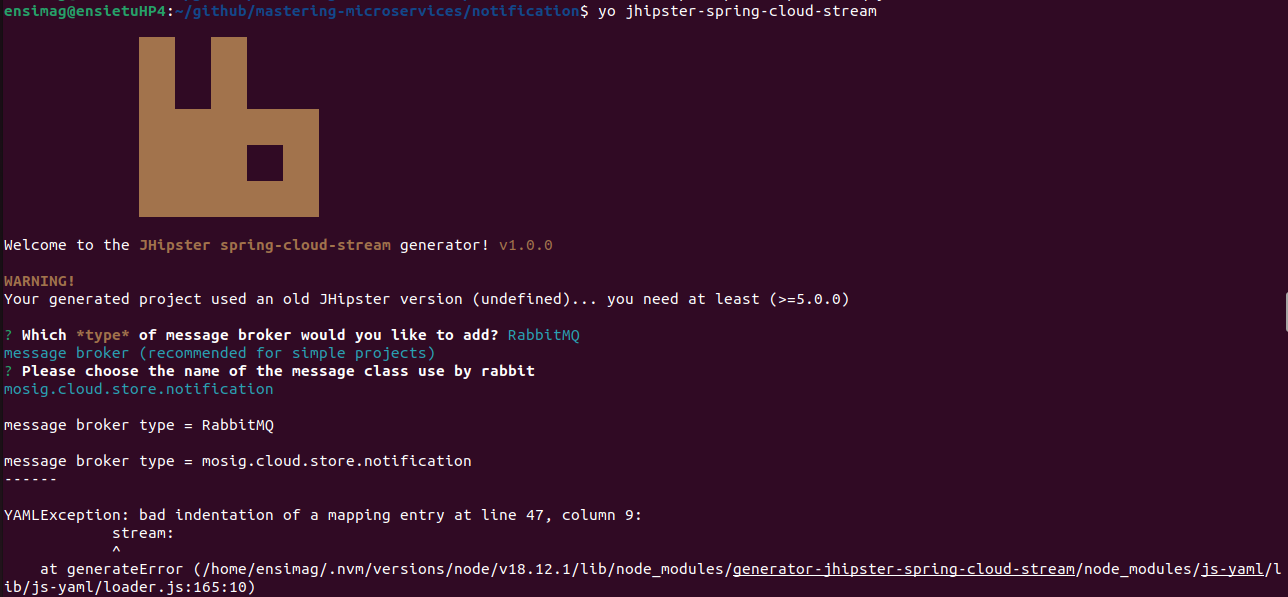 ensimag@ensietuHP4:~/github/mastering-microservices/notification$ yo jhipster-spring-cloud-stream
Welcome to the JHipster spring-cloud-stream generator! v1.0.0
WARNING!
Your generated project used an old JHipster version (undefined)... you need at least (>=5.0.0)
? Which *type* of message broker would you like to add? RabbitMQ
message broker (recommended for simple projects)
? Please choose the name of the message class use by rabbit
mosig.cloud.store.notification
message broker type = RabbitMQ
message broker type = mosig.cloud.store.notification
------
YAMLException: bad indentation of a mapping entry at line 47, column 9:
            stream:
            ^
    at generateError (/home/ensimag/.nvm/versions/node/v18.12.1/lib/node_modules/generator-jhipster-spring-cloud-stream/node_modules/js-yaml/l
ib/js-yaml/loader.js:165:10)